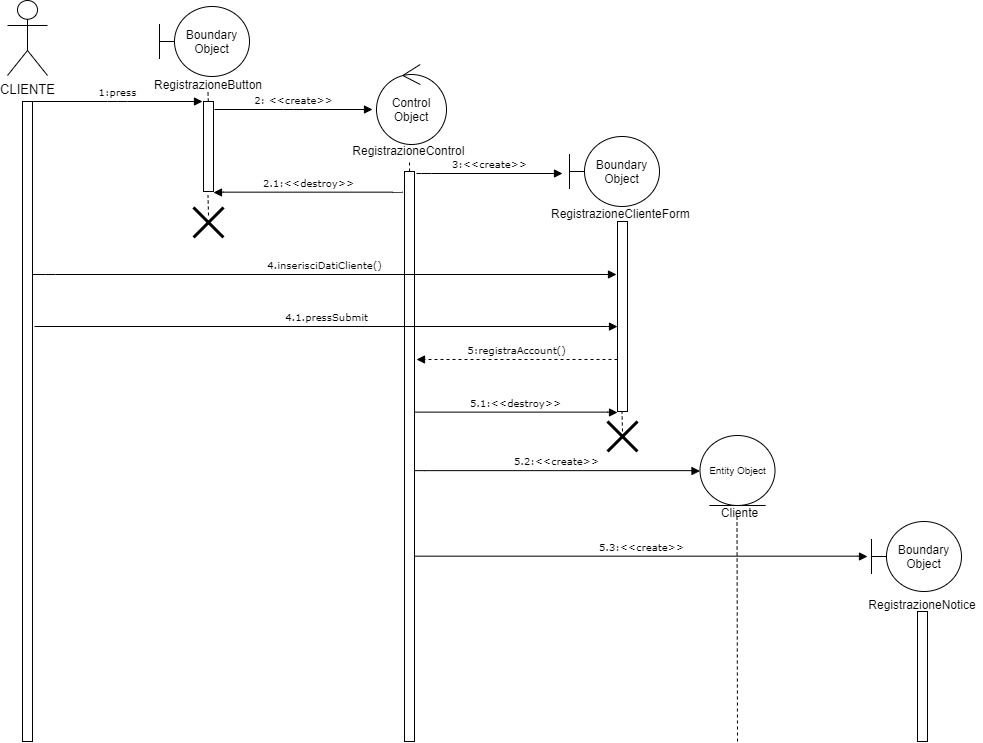 Boundary
Object
CLIENTE
RegistrazioneButton
1:press
2: <<create>>
Control
Object
RegistrazioneControl
3:<<create>>
Boundary
Object
2.1:<<destroy>>
RegistrazioneClienteForm
4.inserisciDatiCliente()
4.1.pressSubmit
5:registraAccount()
5.1:<<destroy>>
5.2:<<create>>
Entity Object
Cliente
5.3:<<create>>
Boundary
Object
RegistrazioneNotice